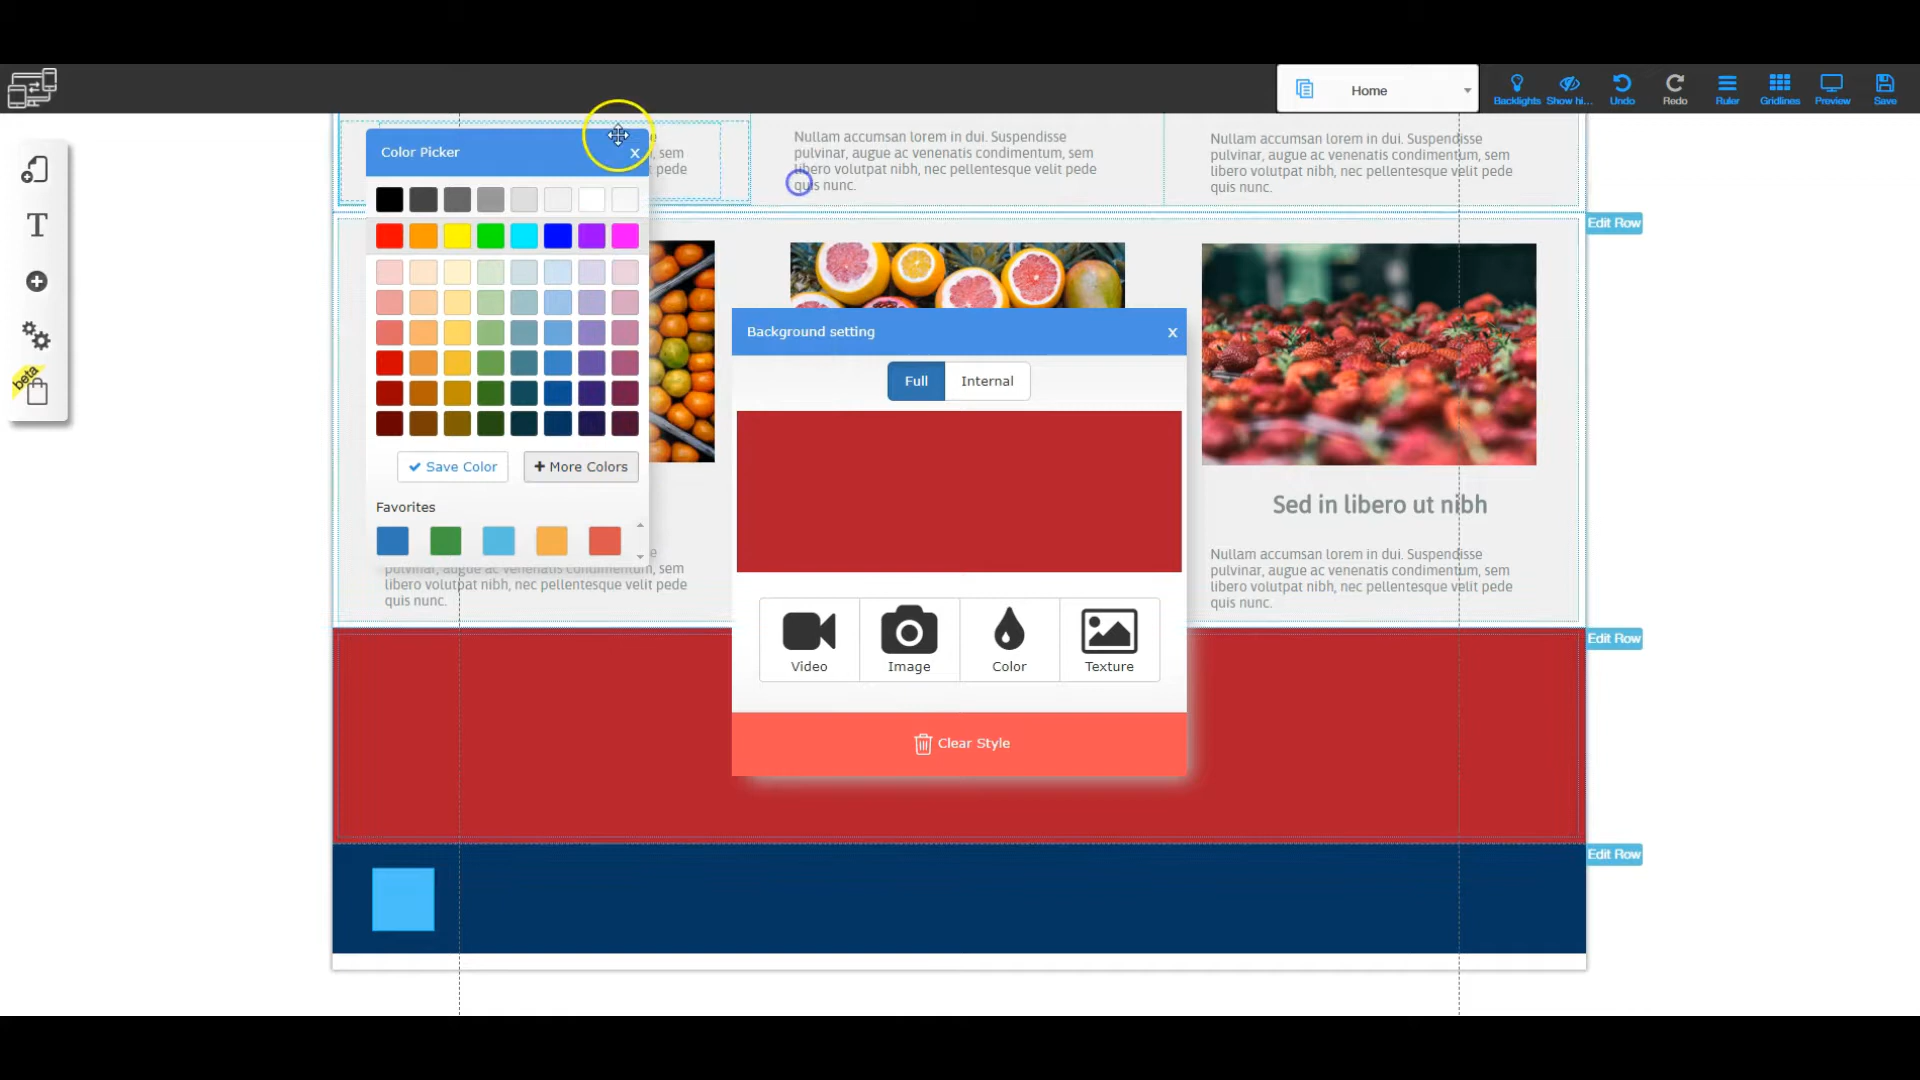 Home
Backlights
Show hi...
Undo
Redo
Ruler
Gridlines
Preview
Save
Color Picker
x
, sem
pede
Nullam accumsan lorem in dui. Suspendisse
pulvinar, augue ac venenatis condimentum, sem
libero volutpat nibh, nec pellentesque velit pede
quis nunc.
Nullam accumsan lorem in dui. Suspendisse
pulvinar, augue ac venenatis condimentum, sem
libero volutpat nibh, nec pellentesque velit pede
quis nunc.
Edit Row
T
beta
Background setting
x
Full
Internal
Save Color
More Colors
Favorites
Sed in libero ut nibh
pulvinar, augue ac venenatis condimentum, sem
libero volutpat nibh, nec pellentesque velit pede
quis nunc.
Nullam accumsan lorem in dui. Suspendisse
pulvinar, augue ac venenatis condimentum, sem
libero volutpat nibh, nec pellentesque velit pede
quis nunc.
Video
Image
Color
Texture
Edit Row
Clear Style
Edit Row